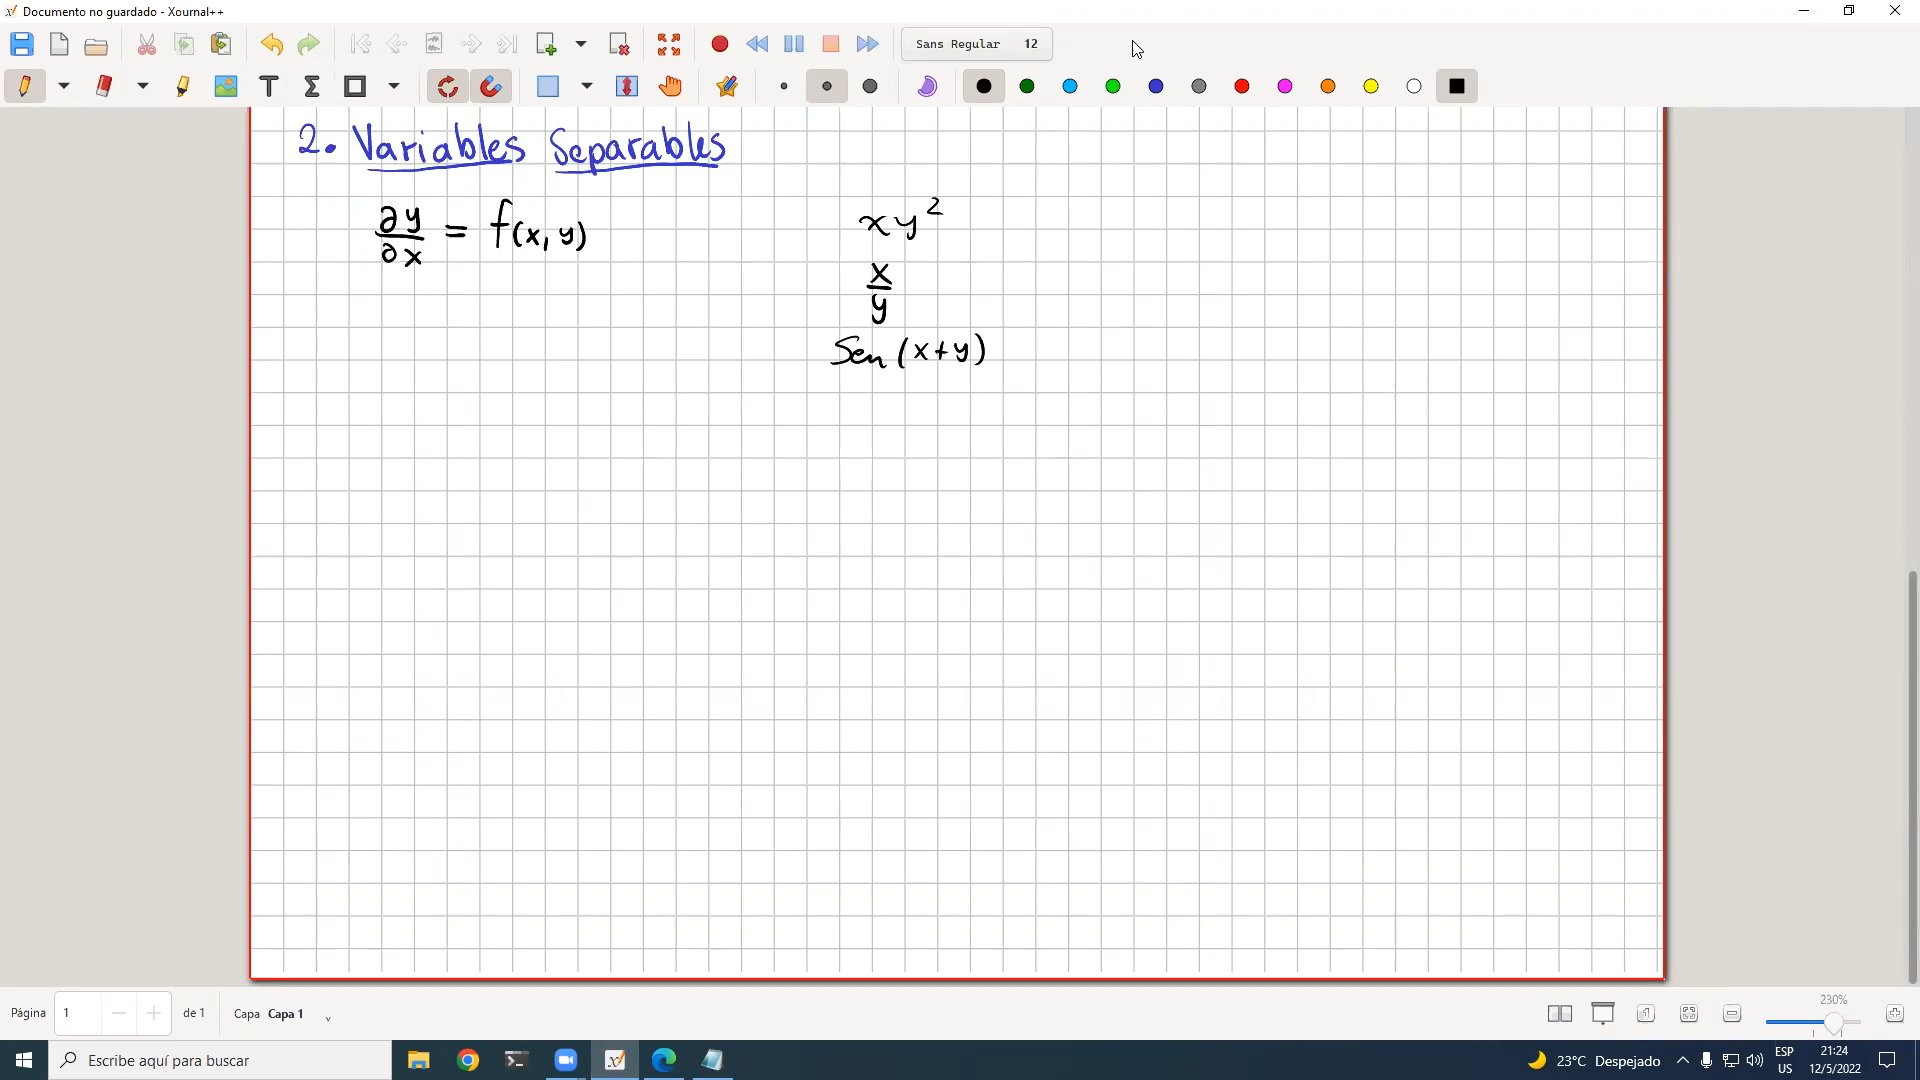 Documento no guardado - Xournal++
Sans Regular 12
2. Variables Separables
∂y/∂x = f(x, y)
xy²
x/y
Sen (x+y)
Página 1 de 1 Capa Capa 1
230%
Escribe aquí para buscar
23°C Despejado
ESP
US
21:24
12/5/2022